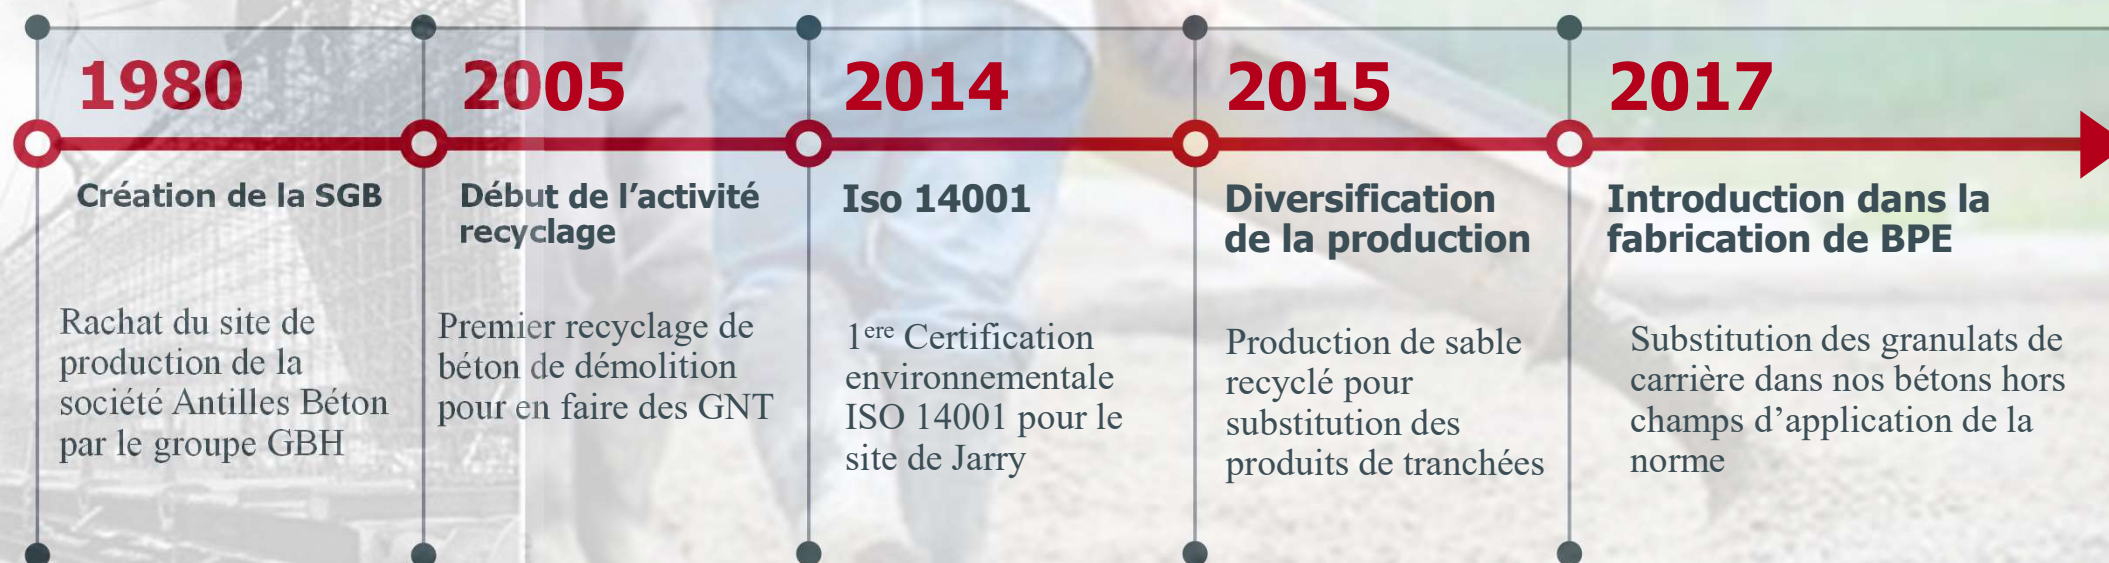 1980
Création de la SGB
Rachat du site de
production de la
société Antilles Béton
par le groupe GBH
2005
Début de l’activité
recyclage
Premier recyclage de
béton de démolition
pour en faire des GNT
2014
Iso 14001
1ere Certification
environnementale
ISO 14001 pour le
site de Jarry
2015
Diversification
de la production
Production de sable
recyclé pour
substitution des
produits de tranchées
2017
Introduction dans la
fabrication de BPE
Substitution des granulats de
carrière dans nos bétons hors
champs d’application de la
norme